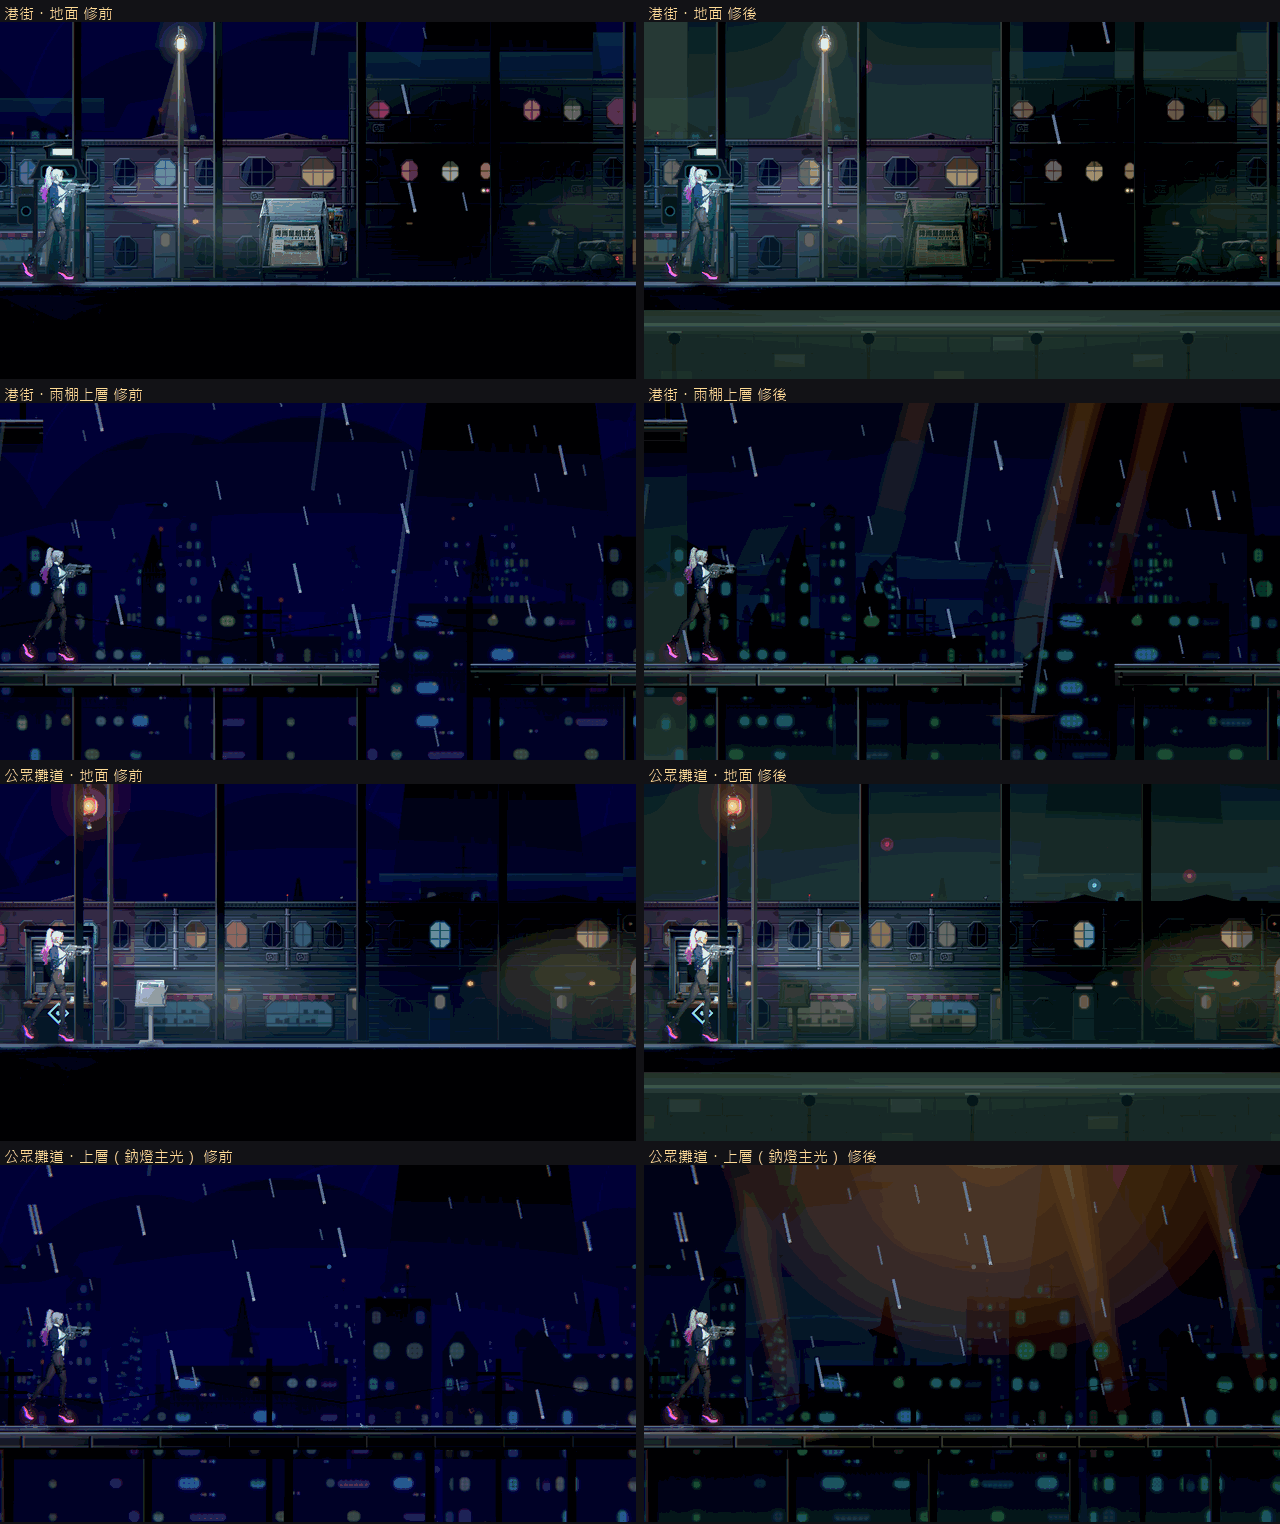 港街・地面 修前
港街・地面 修後
港街・雨棚上層 修前
港街・雨棚上層 修後
公眾攤道・地面 修前
公眾攤道・地面 修後
公眾攤道・上層（鈉燈主光） 修前
公眾攤道・上層（鈉燈主光） 修後